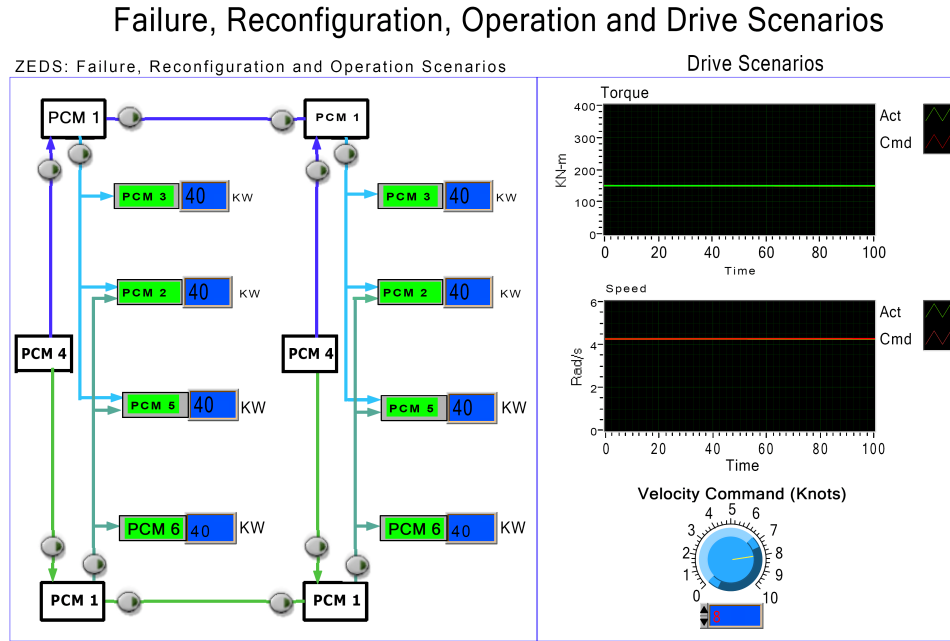 Failure, Reconfiguration, Operation and Drive Scenarios
ZEDS: Failure, Reconfiguration and Operation Scenarios
Drive Scenarios
PCM 1
PCM 1
PCM 3
40
KW
PCM 3
40
KW
PCM 2
40
KW
PCM 2
40
KW
PCM 4
PCM 4
PCM 5
40
KW
PCM 5
40
KW
PCM 6
40
KW
PCM 6
40
KW
PCM 1
PCM 1
Torque
400
300
200
100
0
KN-m
0 20 40 60 80 100
Time
Act
Cmd
Speed
6
4
2
0
Rad/s
0 20 40 60 80 100
Time
Act
Cmd
Velocity Command (Knots)
0 1 2 3 4 5 6 7 8 9 10
8